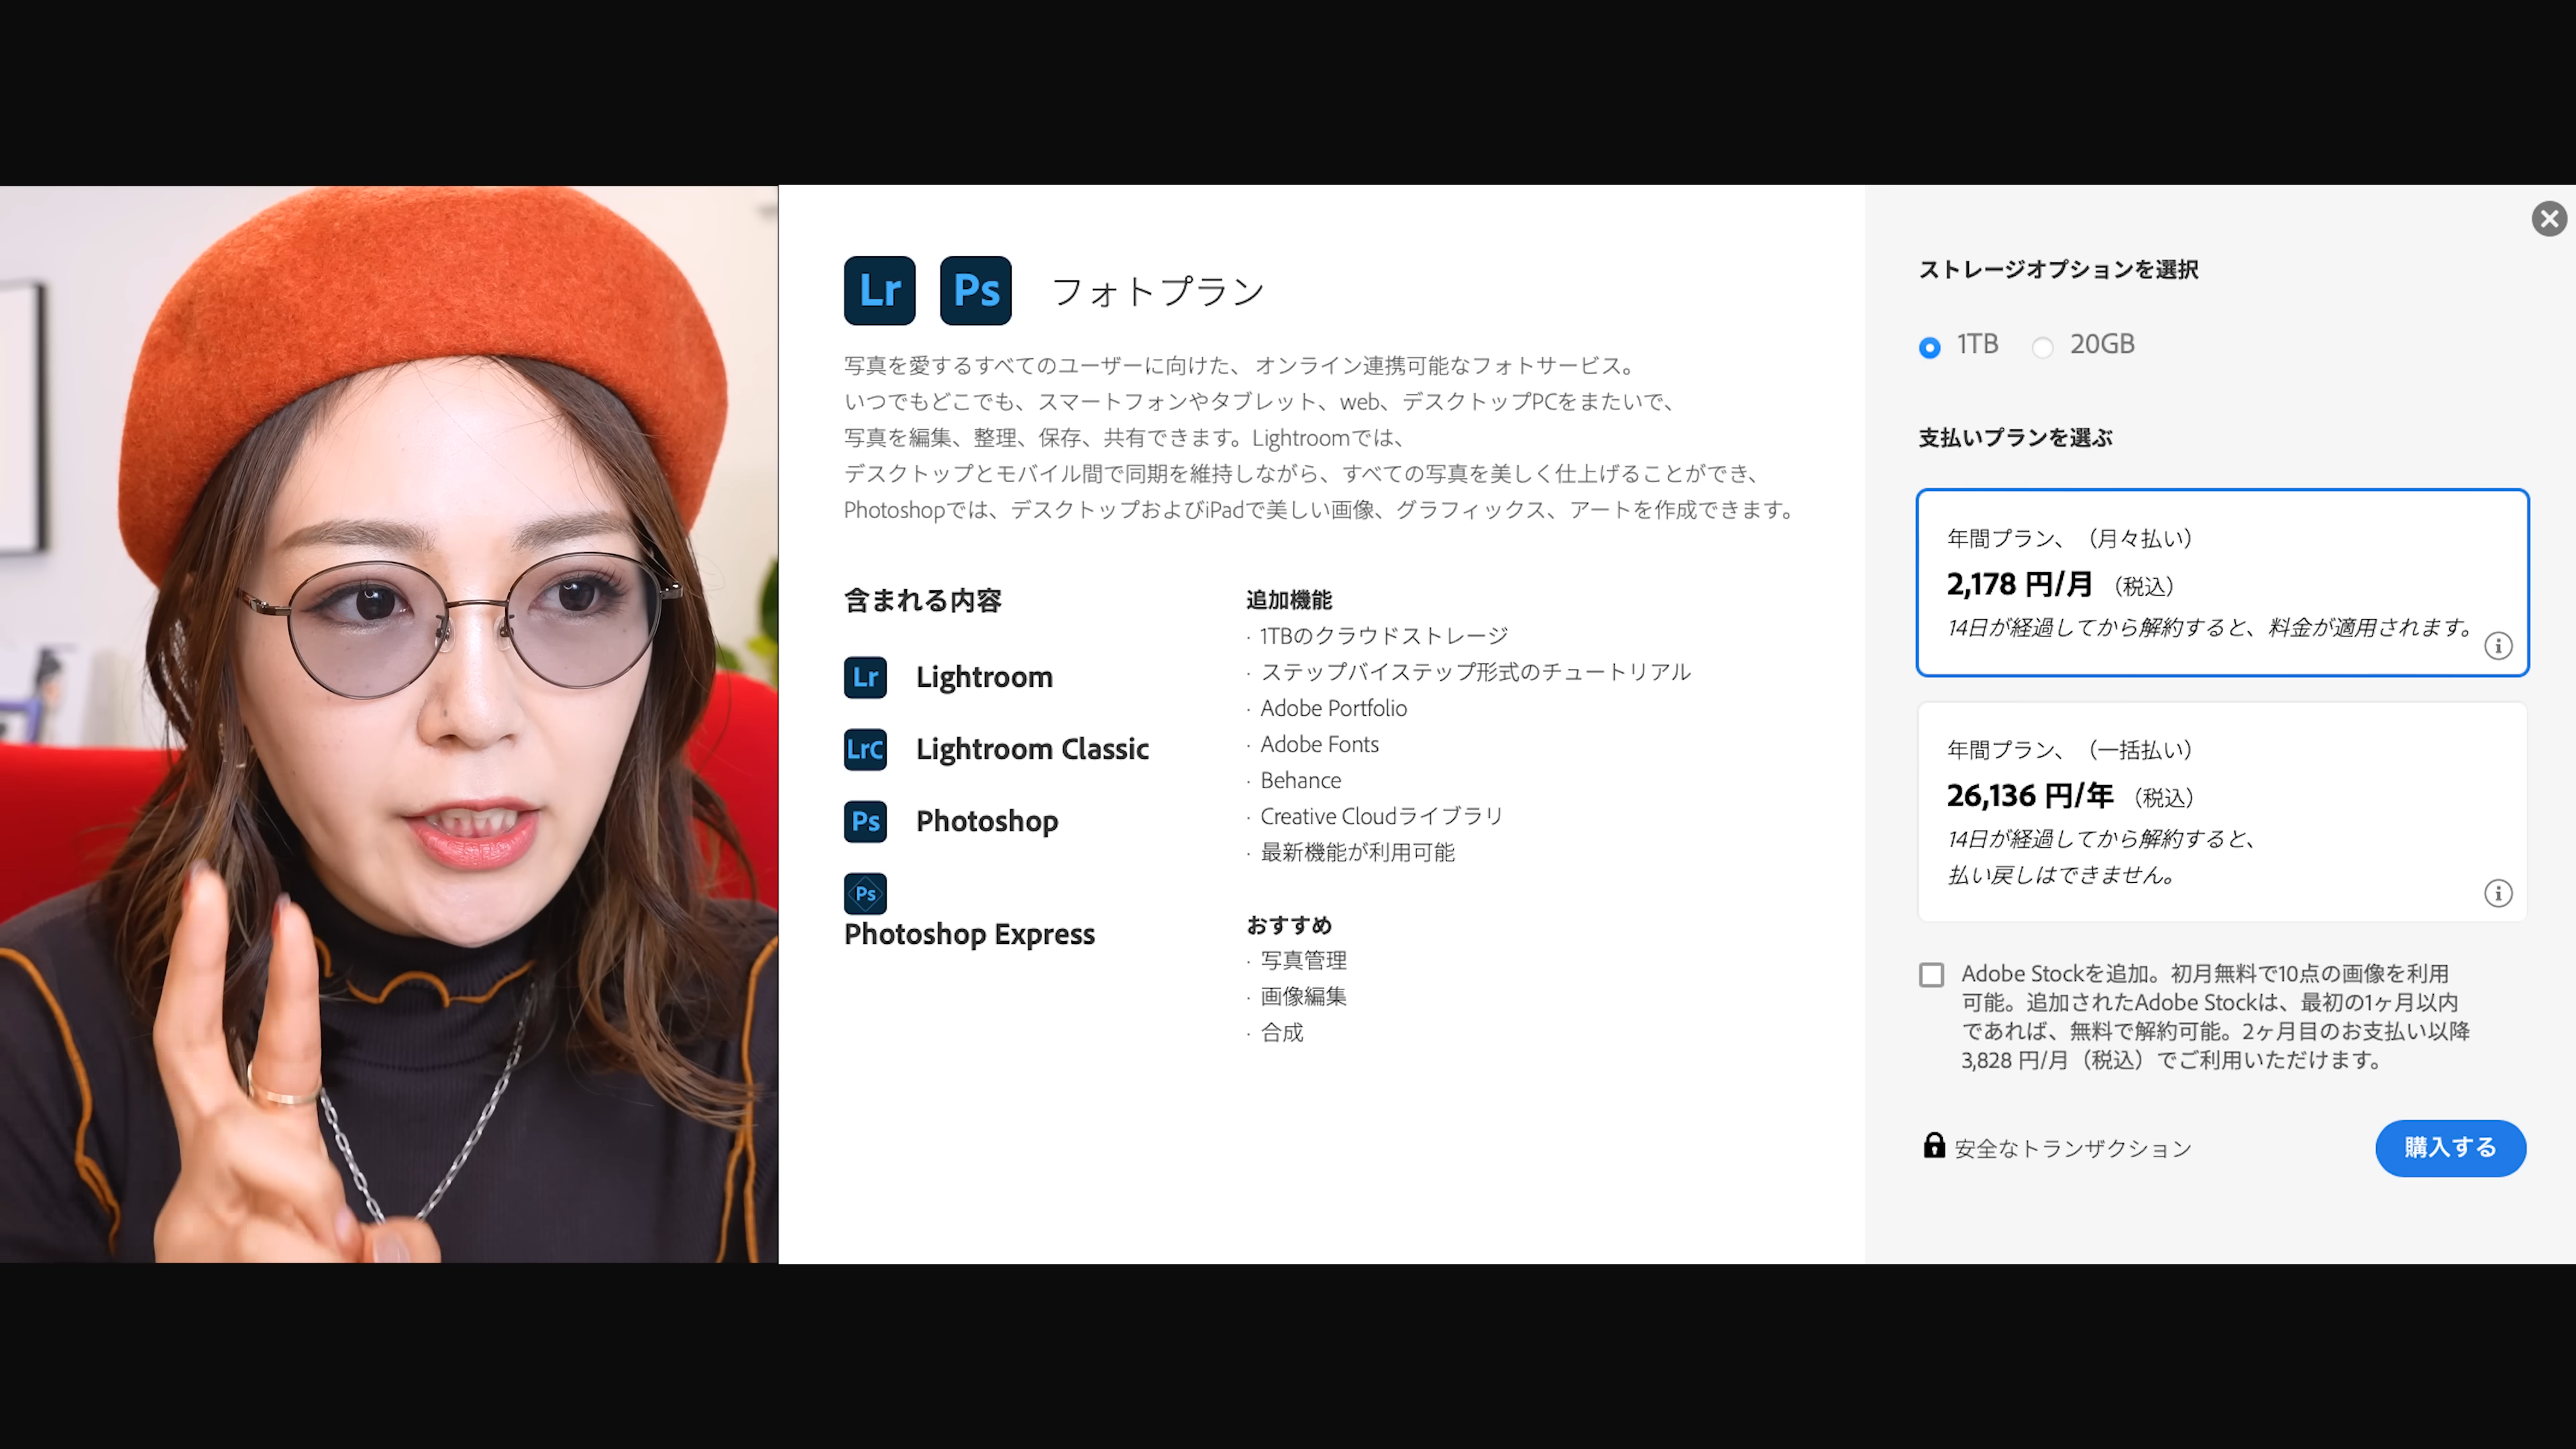 Lr Ps フォトプラン
写真を愛するすべてのユーザーに向けた、オンライン連携可能なフォトサービス。
いつでもどこでも、スマートフォンやタブレット、web、デスクトップPCをまたいで、
写真を編集、整理、保存、共有できます。Lightroomでは、
デスクトップとモバイル間で同期を維持しながら、すべての写真を美しく仕上げることができ、
Photoshopでは、デスクトップおよびiPadで美しい画像、グラフィックス、アートを作成できます。
含まれる内容
Lr Lightroom
LrC Lightroom Classic
Ps Photoshop
Ps
Photoshop Express
追加機能
· 1TBのクラウドストレージ
· ステップバイステップ形式のチュートリアル
· Adobe Portfolio
· Adobe Fonts
· Behance
· Creative Cloudライブラリ
· 最新機能が利用可能
おすすめ
· 写真管理
· 画像編集
· 合成
ストレージオプションを選択
1TB 20GB
支払いプランを選ぶ
年間プラン、（月々払い）
2,178 円/月 （税込）
14日が経過してから解約すると、料金が適用されます。
年間プラン、（一括払い）
26,136 円/年 （税込）
14日が経過してから解約すると、
払い戻しはできません。
Adobe Stockを追加。初月無料で10点の画像を利用
可能。追加されたAdobe Stockは、最初の1ヶ月以内
であれば、無料で解約可能。2ヶ月目のお支払い以降
3,828 円/月（税込）でご利用いただけます。
安全なトランザクション
購入する